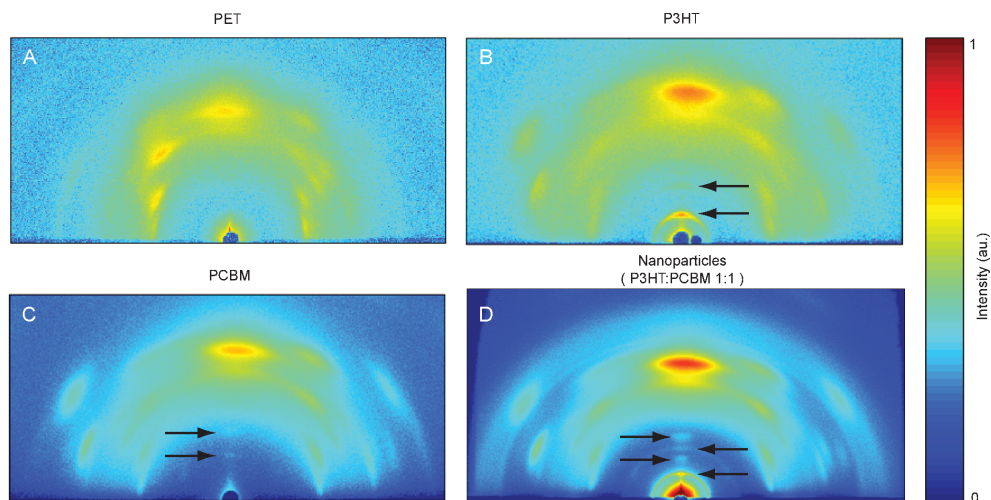 PET
P3HT
A
B
1
PCBM
Nanoparticles
( P3HT:PCBM 1:1 )
C
D
Intensity (au.)
0